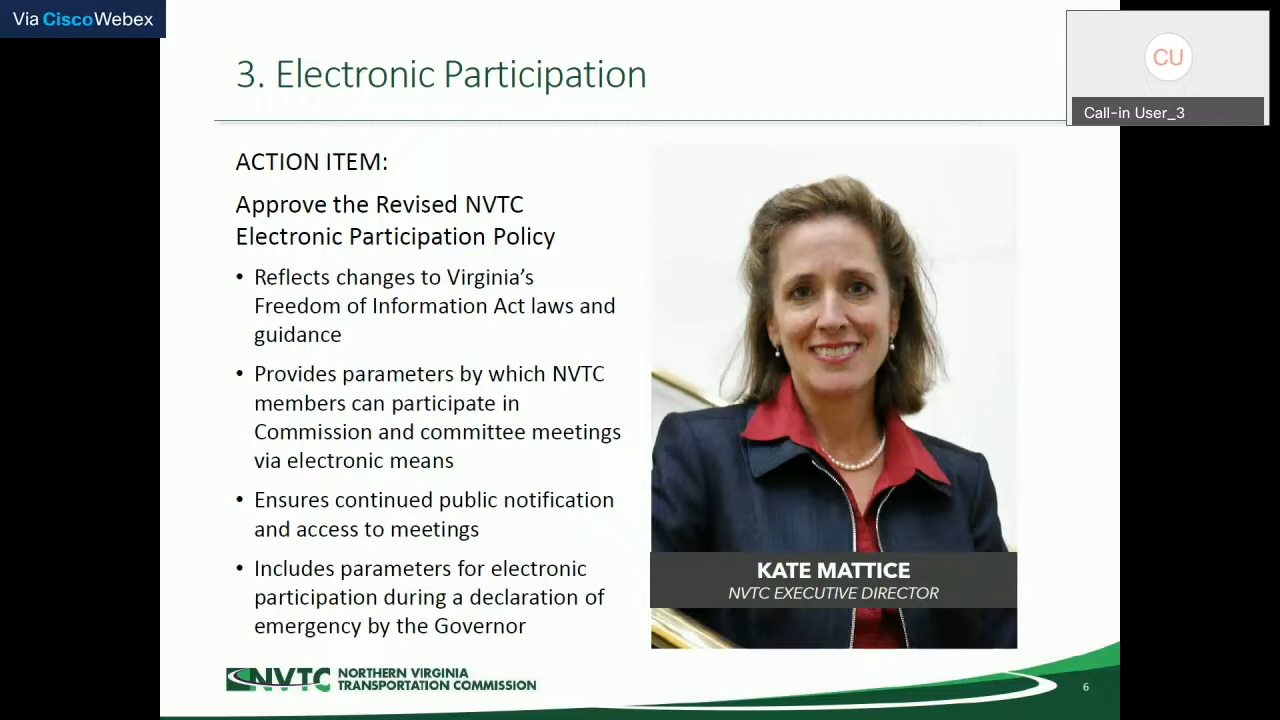 Via CiscoWebex
CU
Call-in User_3
3. Electronic Participation
ACTION ITEM:
Approve the Revised NVTC
Electronic Participation Policy
• Reflects changes to Virginia’s
Freedom of Information Act laws and
guidance
• Provides parameters by which NVTC
members can participate in
Commission and committee meetings
via electronic means
• Ensures continued public notification
and access to meetings
• Includes parameters for electronic
participation during a declaration of
emergency by the Governor
KATE MATTICE
NVTC EXECUTIVE DIRECTOR
NVTC
NORTHERN VIRGINIA
TRANSPORTATION COMMISSION
6